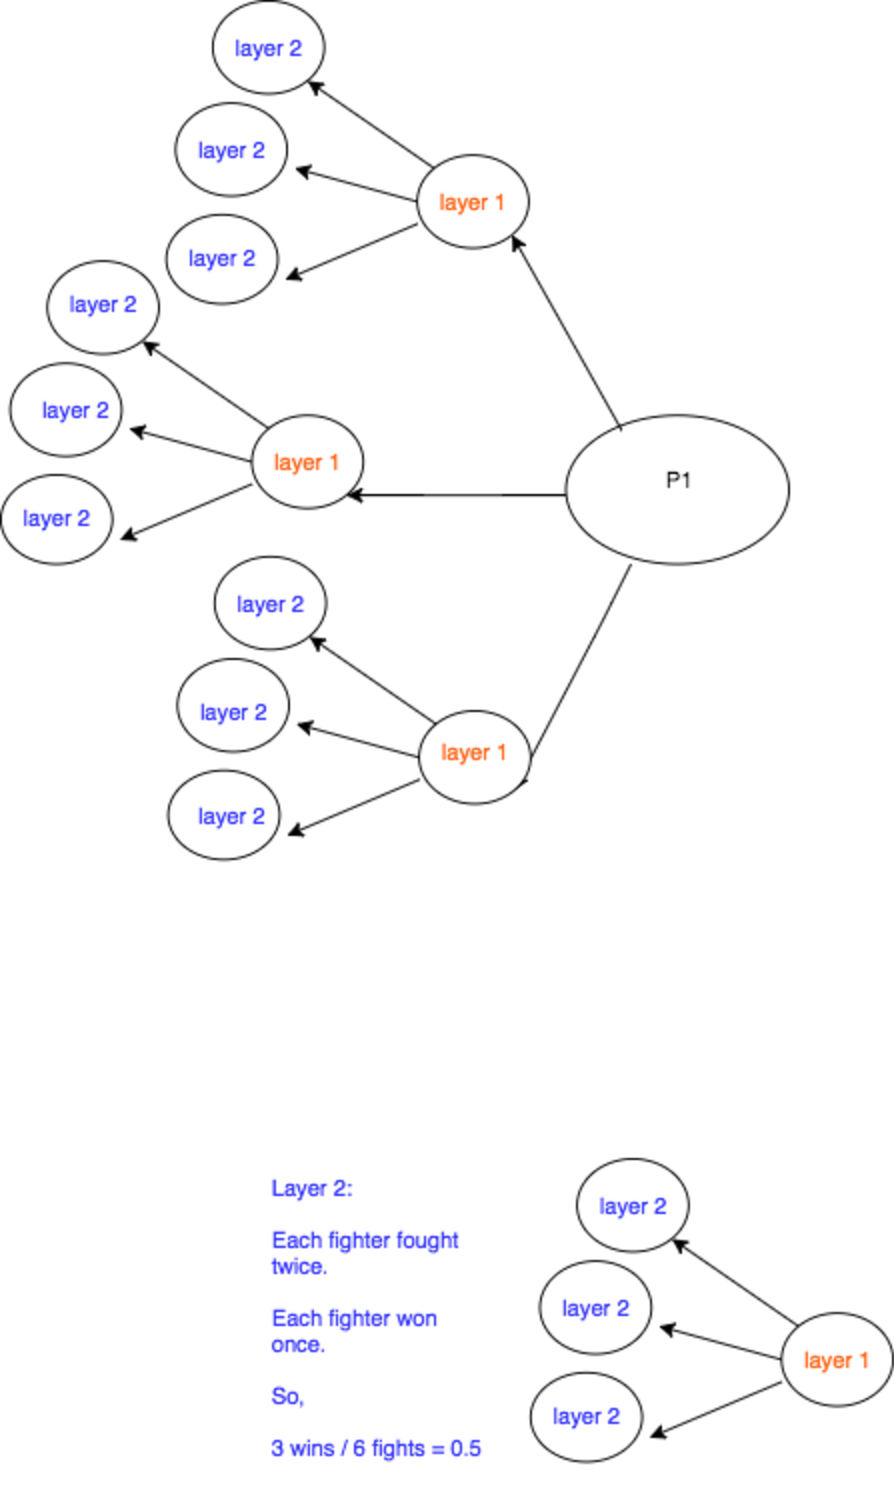 layer 2
layer 2
layer 1
layer 2
layer 2
layer 2
layer 1
P1
layer 2
layer 2
layer 2
layer 1
layer 2
Layer 2:
layer 2
Each fighter fought
twice.
layer 2
Each fighter won
once.
layer 1
So,
layer 2
3 wins / 6 fights = 0.5